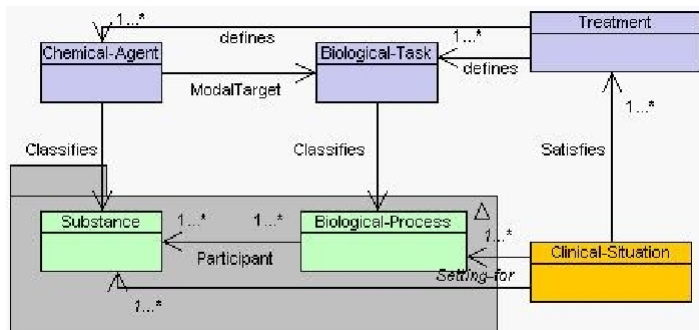 1...*
defines
1...*
Treatment
Chemical-Agent
Biological-Task
defines
ModalTarget
1...*
Classifies
Classifies
Satisfies
Substance
1...*
1...*
Biological-Process
Δ
1...*
Clinical-Situation
Participant
Setting-for
1...*